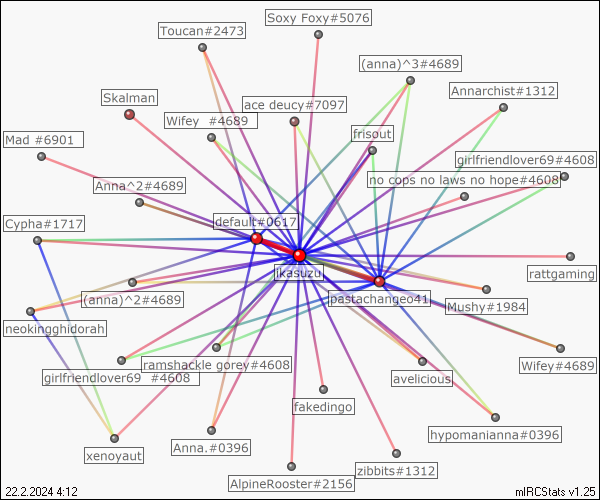 Soxy Foxy#5076
Toucan#2473
(anna)^3#4689
Annarchist#1312
Skalman
ace deucy#7097
Wifey  #4689
frisout
Mad #6901
girlfriendlover69#4608
no cops no laws no hope#4608
Anna^2#4689
default#0617
Cypha#1717
jkasuzu
rattgaming
(anna)^2#4689
pastachangeo41
Mushy#1984
neokingghidorah
ramshackle gorey#4608
Wifey#4689
girlfriendlover69  #4608
avelicious
fakedingo
hypomanianna#0396
Anna.#0396
xenoyaut
zibbits#1312
AlpineRooster#2156
22.2.2024 4:12
mIRCStats v1.25